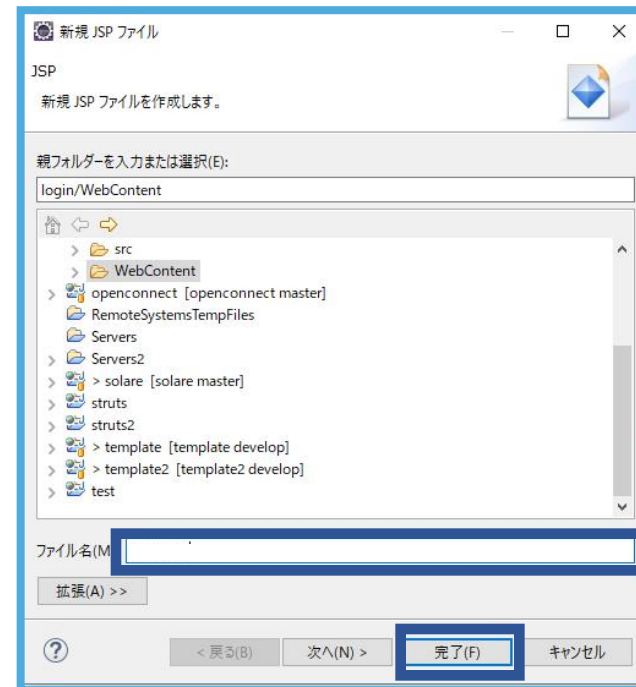 新規 JSP ファイル
JSP
新規 JSP ファイルを作成します。
親フォルダーを入力または選択(E):
login/WebContent
src
WebContent
openconnect [openconnect master]
RemoteSystemsTempFiles
Servers
Servers2
> solare [solare master]
struts
struts2
> template [template develop]
> template2 [template2 develop]
test
ファイル名(M
拡張(A) >>
< 戻る(B) 次へ(N) > 完了(F) キャンセル